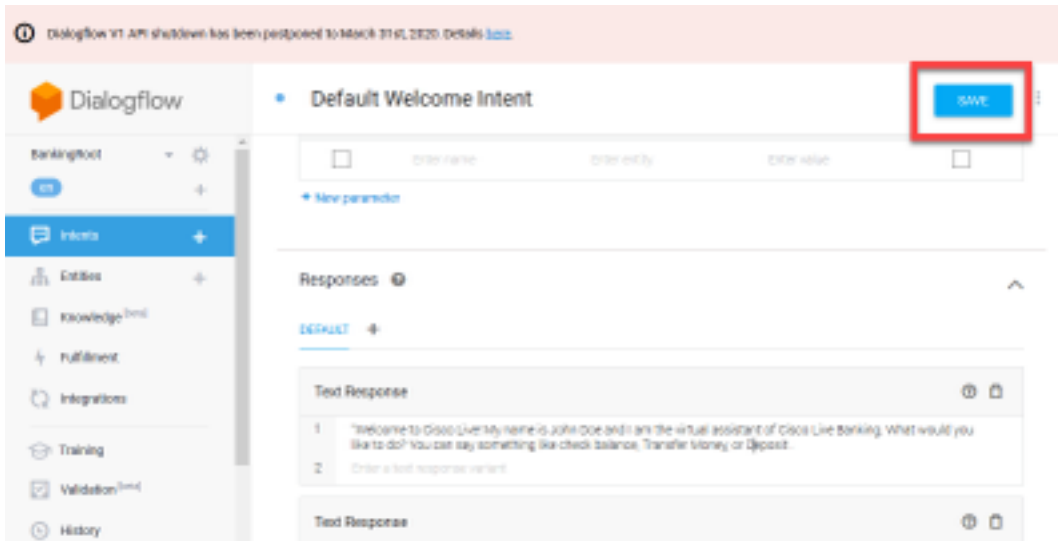 Dialogflow V1 API shutdown has been postponed to March 31st, 2020. Details here.
Dialogflow
Default Welcome Intent
SAVE
BankingRoot
en
Enter name Enter entity Enter value
+ New parameter
Intents
Entities
Knowledge [beta]
Fulfillment
Integrations
Training
Validation [beta]
History
Responses
DEFAULT
Text Response
1 "Welcome to Cisco Live! My name is John Doe and I am the virtual assistant of Cisco Live Banking. What would you
like to do? You can say something like check balance, Transfer Money, or Deposit.
2 Enter a text response variant
Text Response